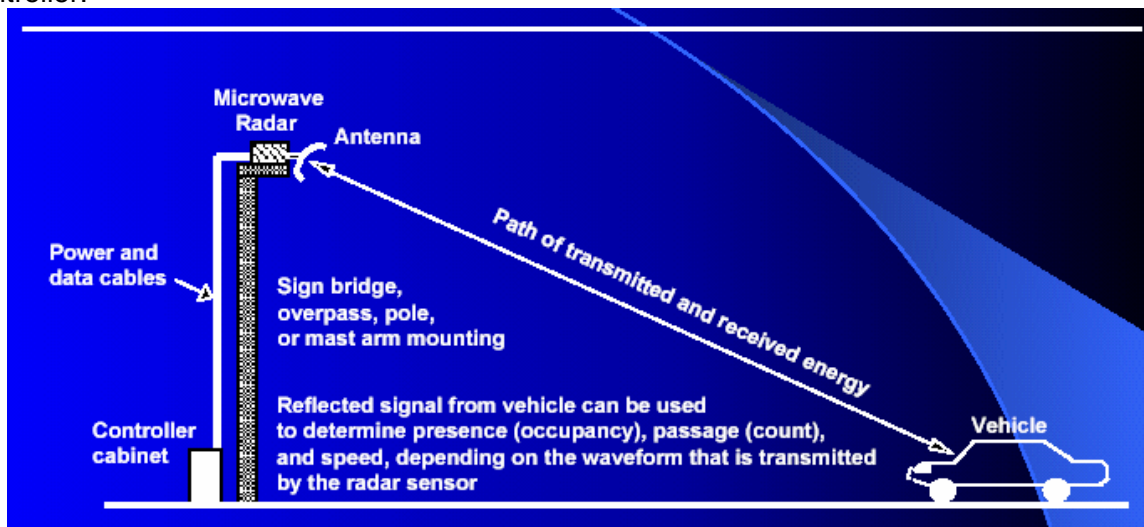 Microwave
Radar
Antenna
Path of transmitted and received energy
Power and
data cables
Sign bridge,
overpass, pole,
or mast arm mounting
Reflected signal from vehicle can be used
to determine presence (occupancy), passage (count),
and speed, depending on the waveform that is transmitted
by the radar sensor
Controller
cabinet
Vehicle